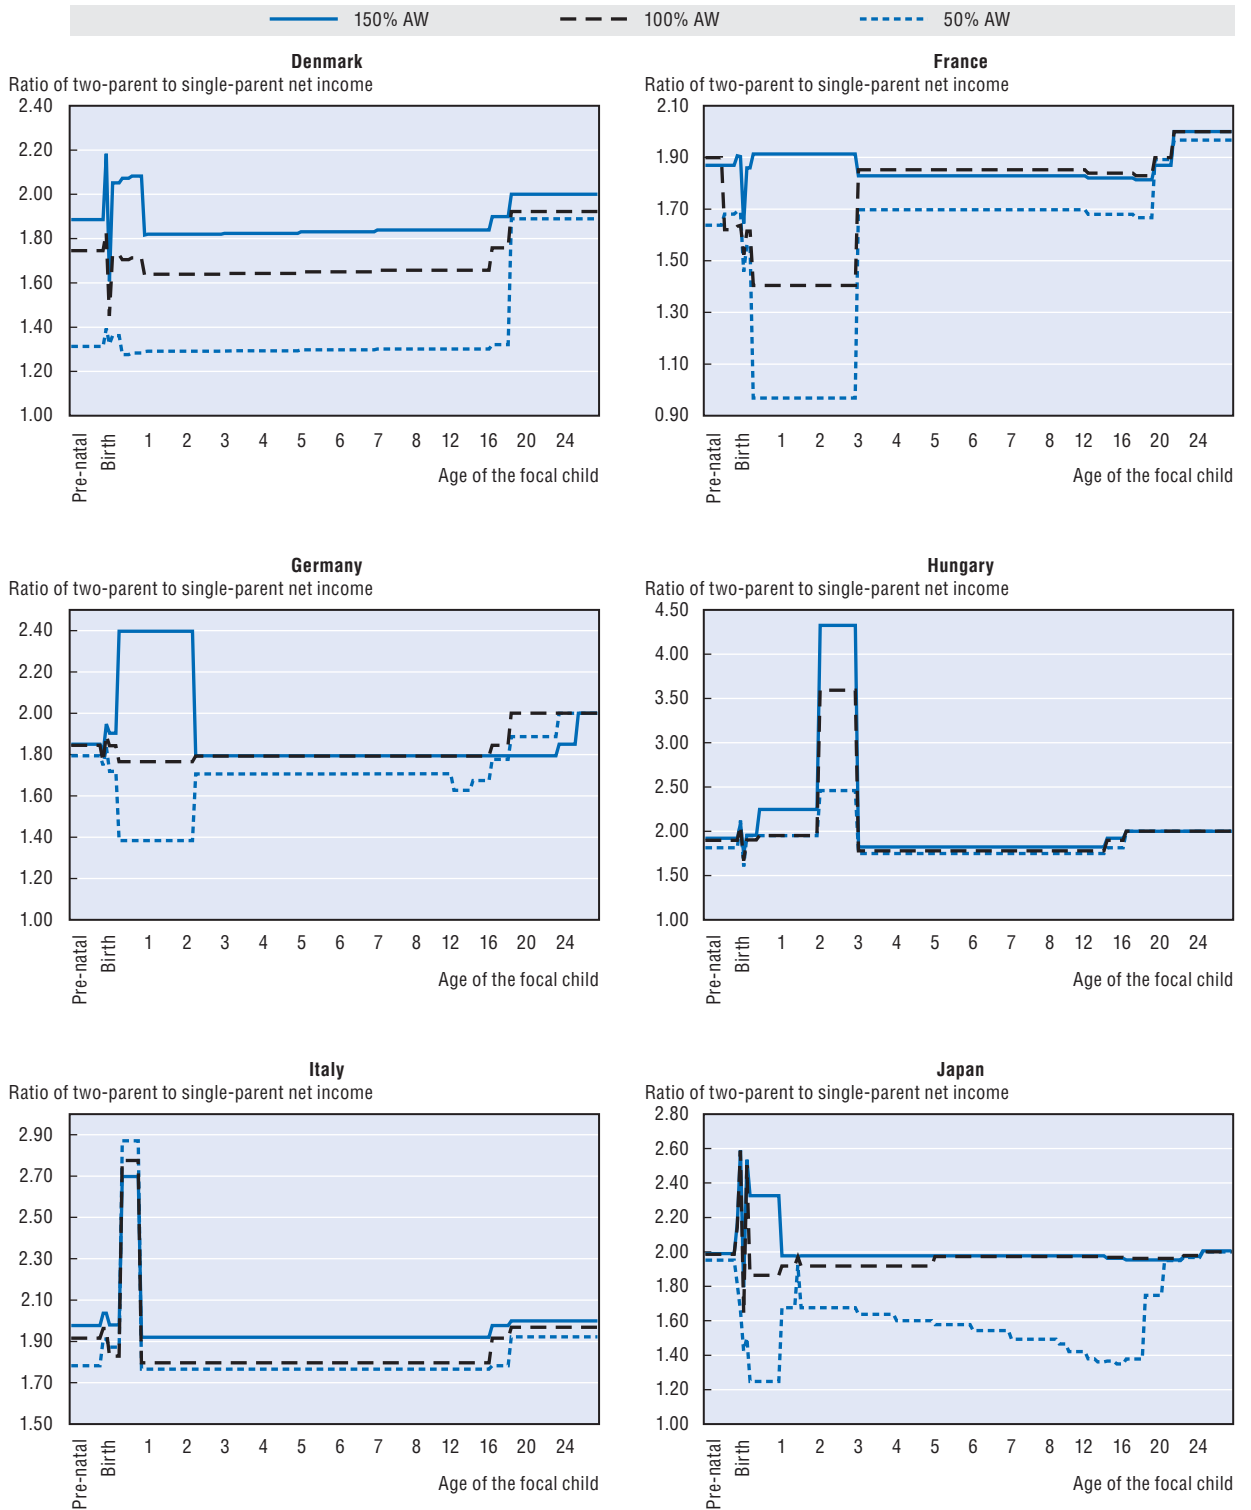 150% AW 100% AW 50% AW
Denmark
Ratio of two-parent to single-parent net income
2.40
2.20
2.00
1.80
1.60
1.40
1.20
1.00
Pre-natal Birth 1 2 3 4 5 6 7 8 12 16 20 24
Age of the focal child
France
Ratio of two-parent to single-parent net income
2.10
1.90
1.70
1.50
1.30
1.10
0.90
Pre-natal Birth 1 2 3 4 5 6 7 8 12 16 20 24
Age of the focal child
Germany
Ratio of two-parent to single-parent net income
2.40
2.20
2.00
1.80
1.60
1.40
1.20
1.00
Pre-natal Birth 1 2 3 4 5 6 7 8 12 16 20 24
Age of the focal child
Hungary
Ratio of two-parent to single-parent net income
4.50
4.00
3.50
3.00
2.50
2.00
1.50
1.00
Pre-natal Birth 1 2 3 4 5 6 7 8 12 16 20 24
Age of the focal child
Italy
Ratio of two-parent to single-parent net income
2.90
2.70
2.50
2.30
2.10
1.90
1.70
1.50
Pre-natal Birth 1 2 3 4 5 6 7 8 12 16 20 24
Age of the focal child
Japan
Ratio of two-parent to single-parent net income
2.80
2.60
2.40
2.20
2.00
1.80
1.60
1.40
1.20
1.00
Pre-natal Birth 1 2 3 4 5 6 7 8 12 16 20 24
Age of the focal child